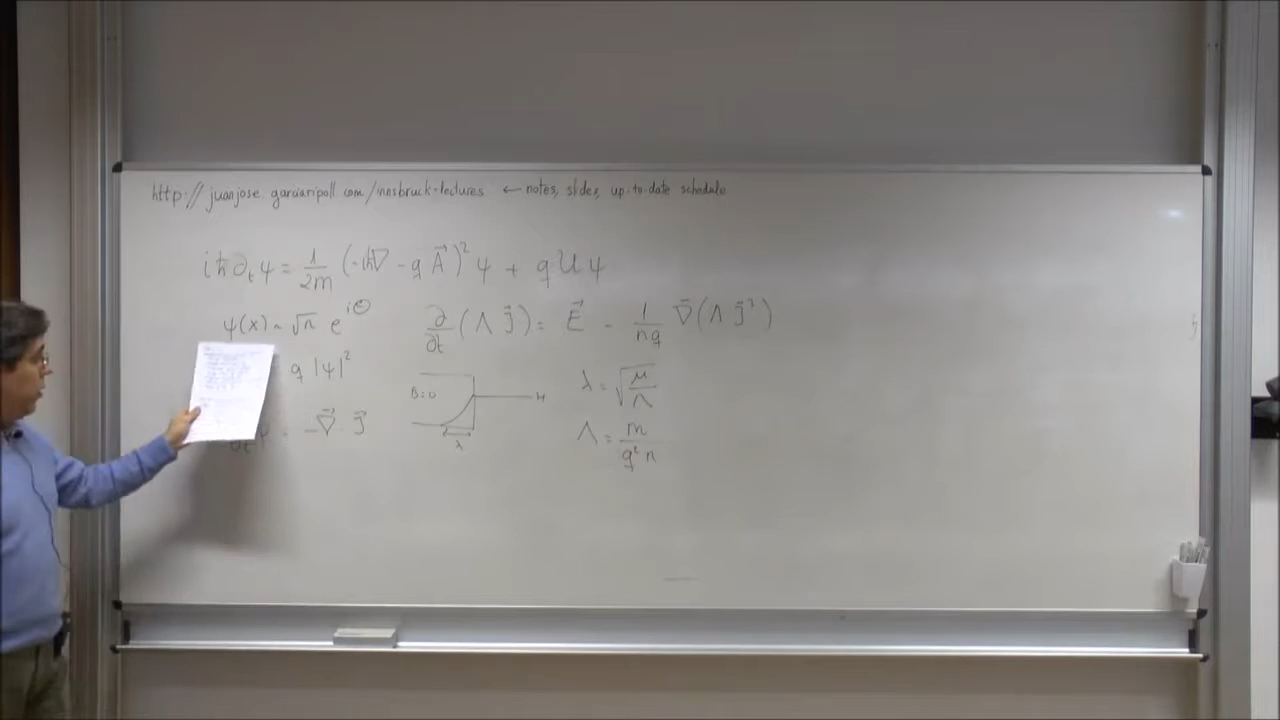 http:// juanjose.garciaripoll.com/innsbruck-lectures ← notes, slides, up-to-date schedule
iħ∂ₜψ = 1/2m (-iħ∇ - qA⃗)² ψ + qUψ
ψ(x) = √n e^{iΘ}
∂/∂t (Λ J⃗) = E⃗ - 1/nq ∇⃗(Λ J⃗²)
q |ψ|²
B=0
H
λ = √(μ/Λ)
-∇⃗ · J⃗
λ
Λ = m/q²n